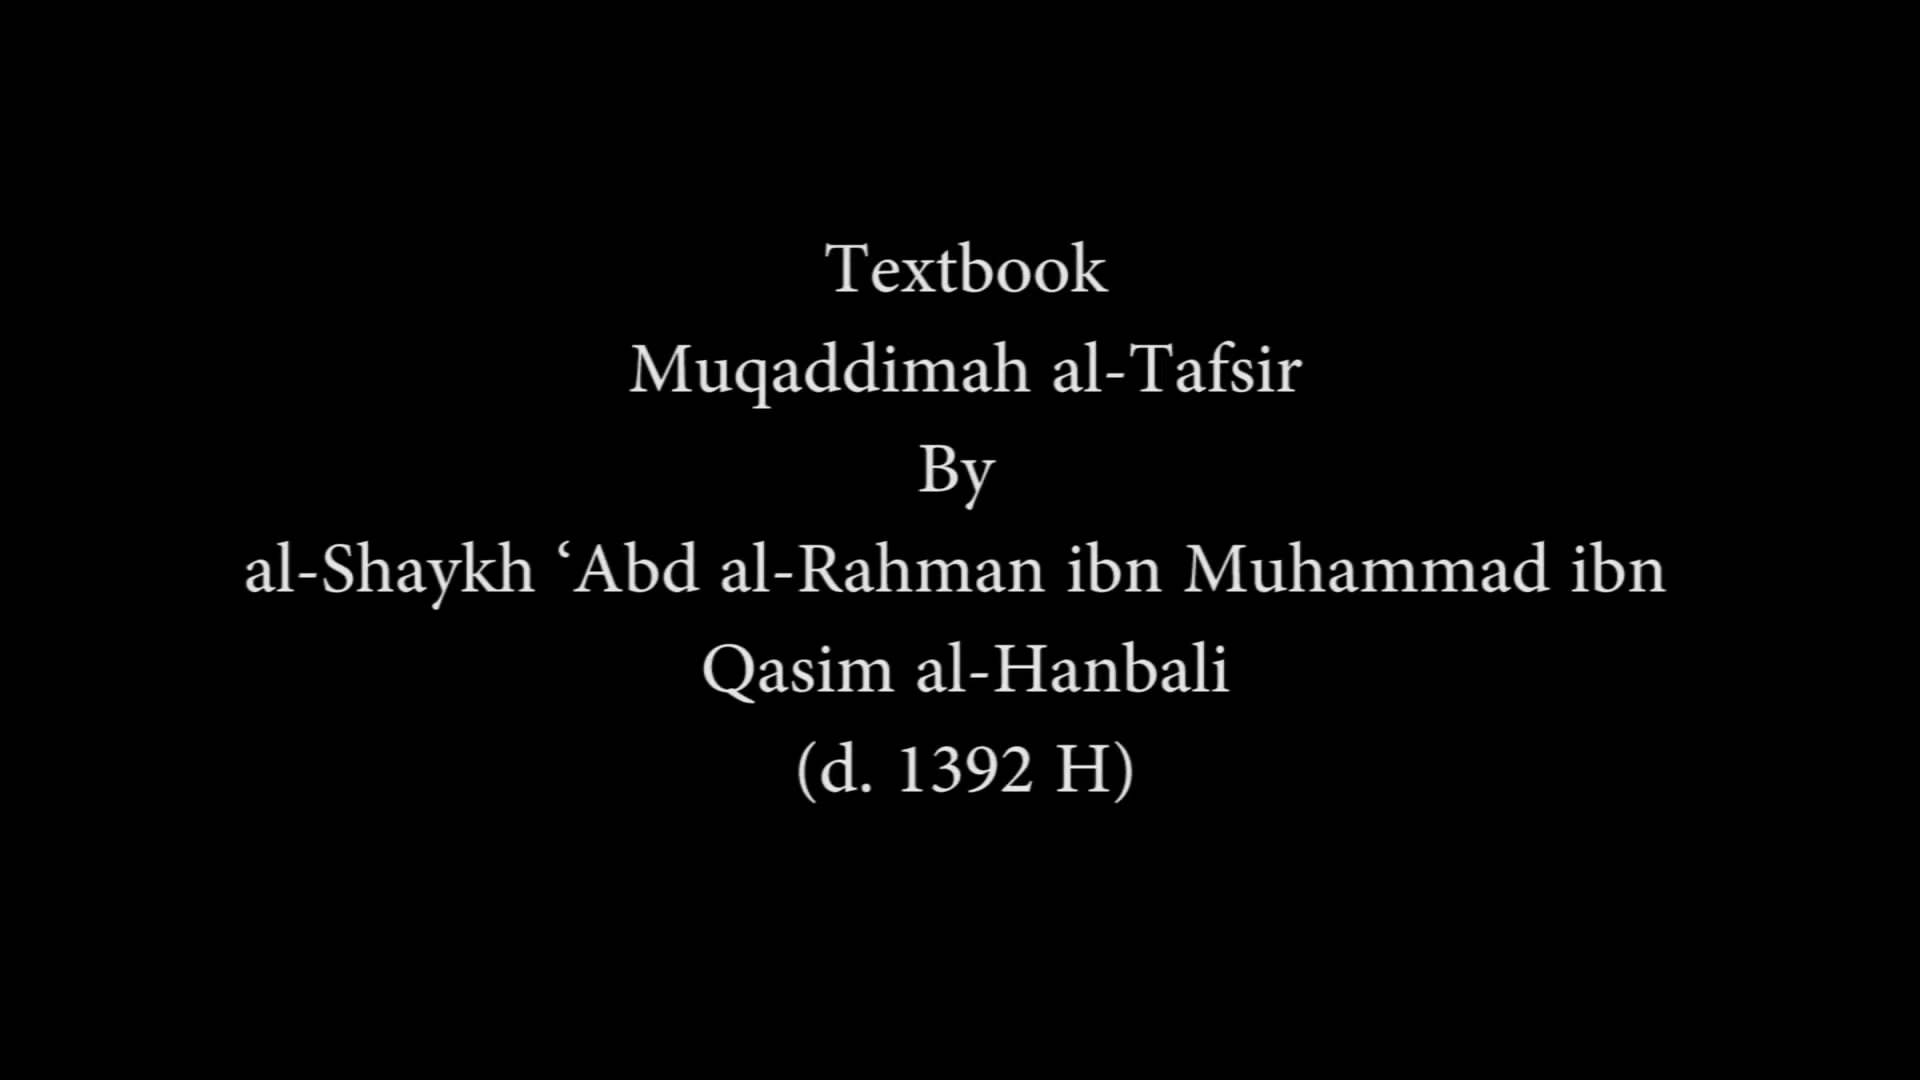 Textbook
Muqaddimah al-Tafsir
By
al-Shaykh ‘Abd al-Rahman ibn Muhammad ibn
Qasim al-Hanbali
(d. 1392 H)